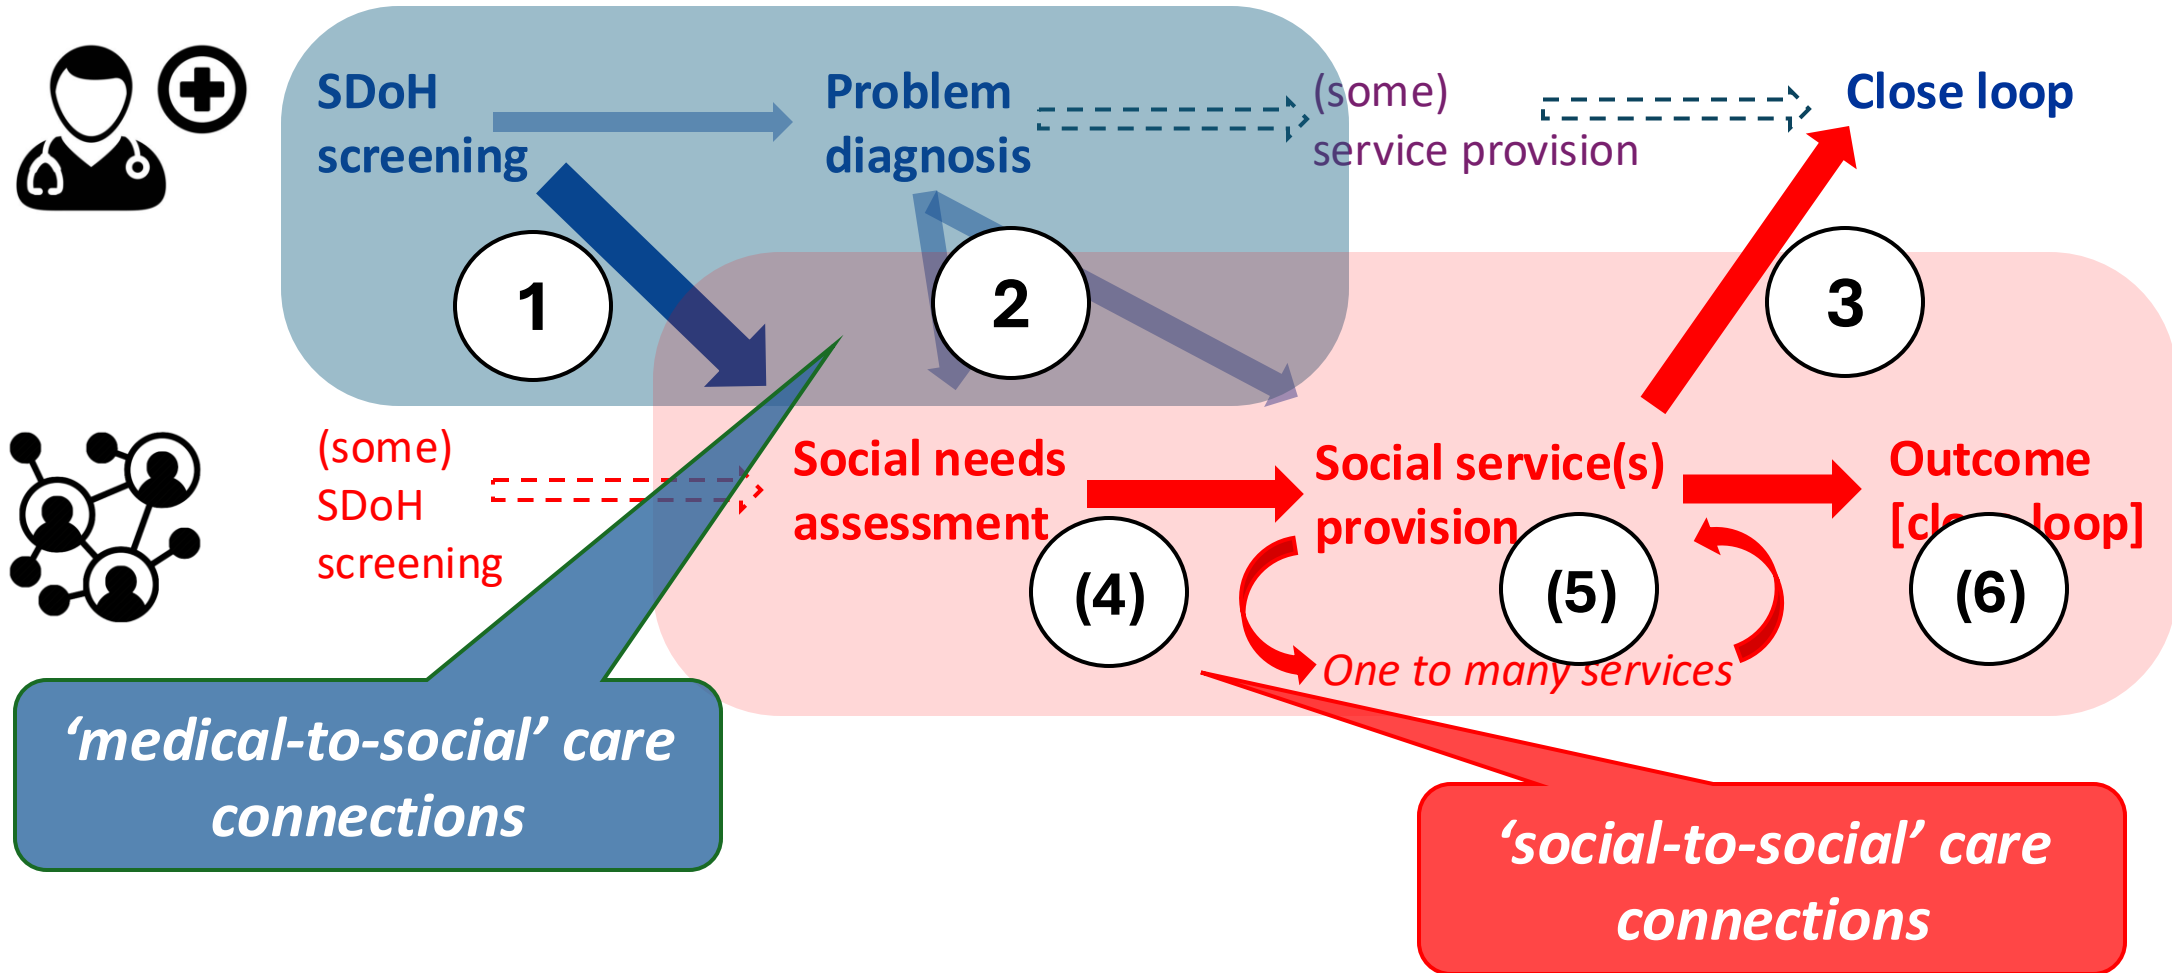 SDoH
screening
Problem
diagnosis
(some)
service provision
Close loop
1
2
3
(some)
SDoH
screening
Social needs
assessment
Social service(s)
provision
Outcome
loop]
(4)
(5)
(6)
One to many services
‘medical-to-social’ care
connections
‘social-to-social’ care
connections